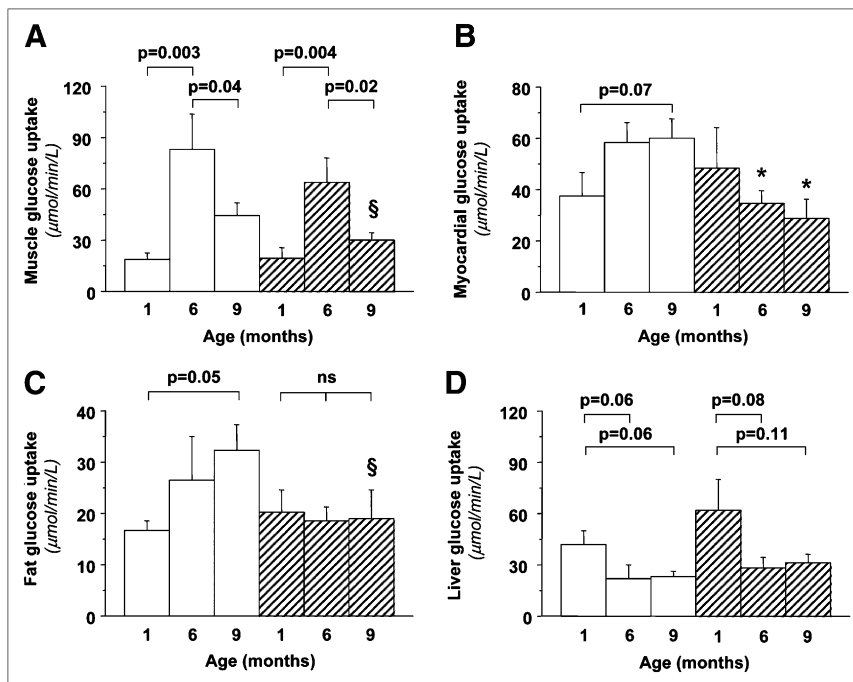 A
p=0.003
p=0.004
p=0.04
p=0.02
120
90
60
30
0
Muscle glucose uptake
(µmol/min/L)
§
1 6 9 1 6 9
Age (months)
B
p=0.07
80
60
40
20
0
Myocardial glucose uptake
(µmol/min/L)
*
*
1 6 9 1 6 9
Age (months)
C
p=0.05
ns
40
30
20
10
0
Fat glucose uptake
(µmol/min/L)
§
1 6 9 1 6 9
Age (months)
D
p=0.06
p=0.08
p=0.06
p=0.11
120
90
60
30
0
Liver glucose uptake
(µmol/min/L)
1 6 9 1 6 9
Age (months)